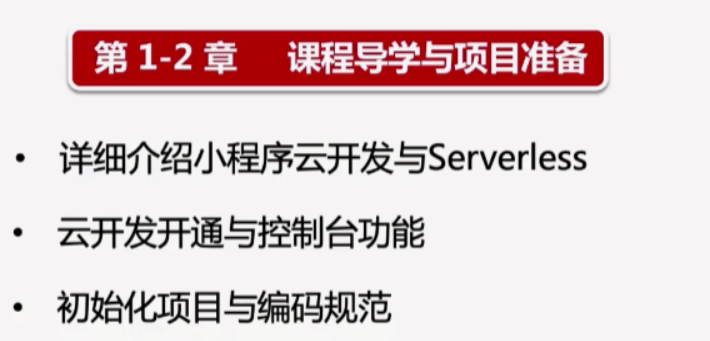 第 1-2 章 课程导学与项目准备
• 详细介绍小程序云开发与Serverless
• 云开发开通与控制台功能
• 初始化项目与编码规范